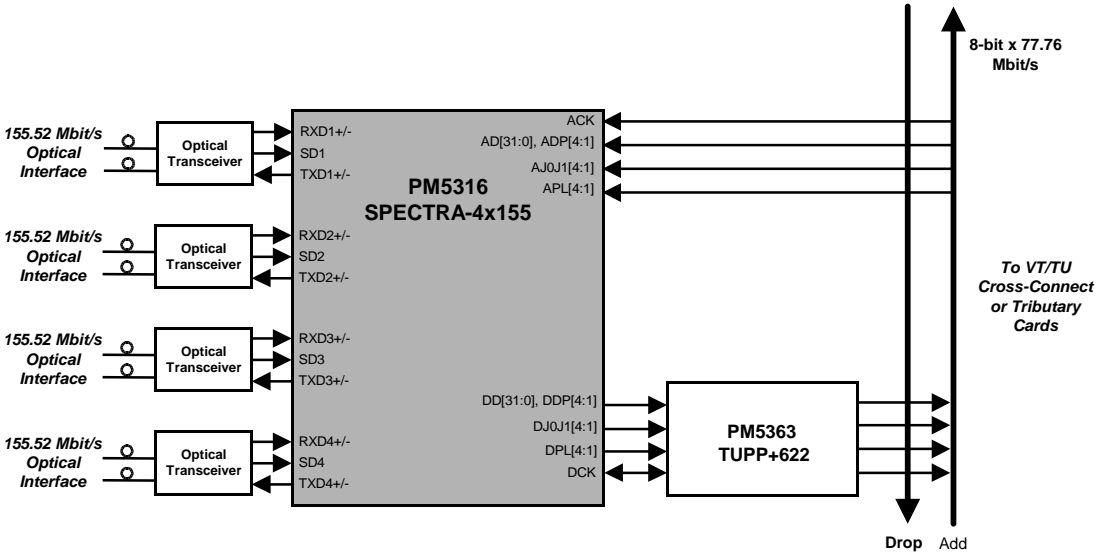 8-bit x 77.76
Mbit/s
155.52 Mbit/s
Optical
Interface
Optical
Transceiver
RXD1+/-
SD1
TXD1+/-
155.52 Mbit/s
Optical
Interface
Optical
Transceiver
RXD2+/-
SD2
TXD2+/-
155.52 Mbit/s
Optical
Interface
Optical
Transceiver
RXD3+/-
SD3
TXD3+/-
155.52 Mbit/s
Optical
Interface
Optical
Transceiver
RXD4+/-
SD4
TXD4+/-
PM5316
SPECTRA-4x155
ACK
AD[31:0], ADP[4:1]
AJ0J1[4:1]
APL[4:1]
DD[31:0], DDP[4:1]
DJ0J1[4:1]
DPL[4:1]
DCK
PM5363
TUPP+622
To VT/TU
Cross-Connect
or Tributary
Cards
Drop Add